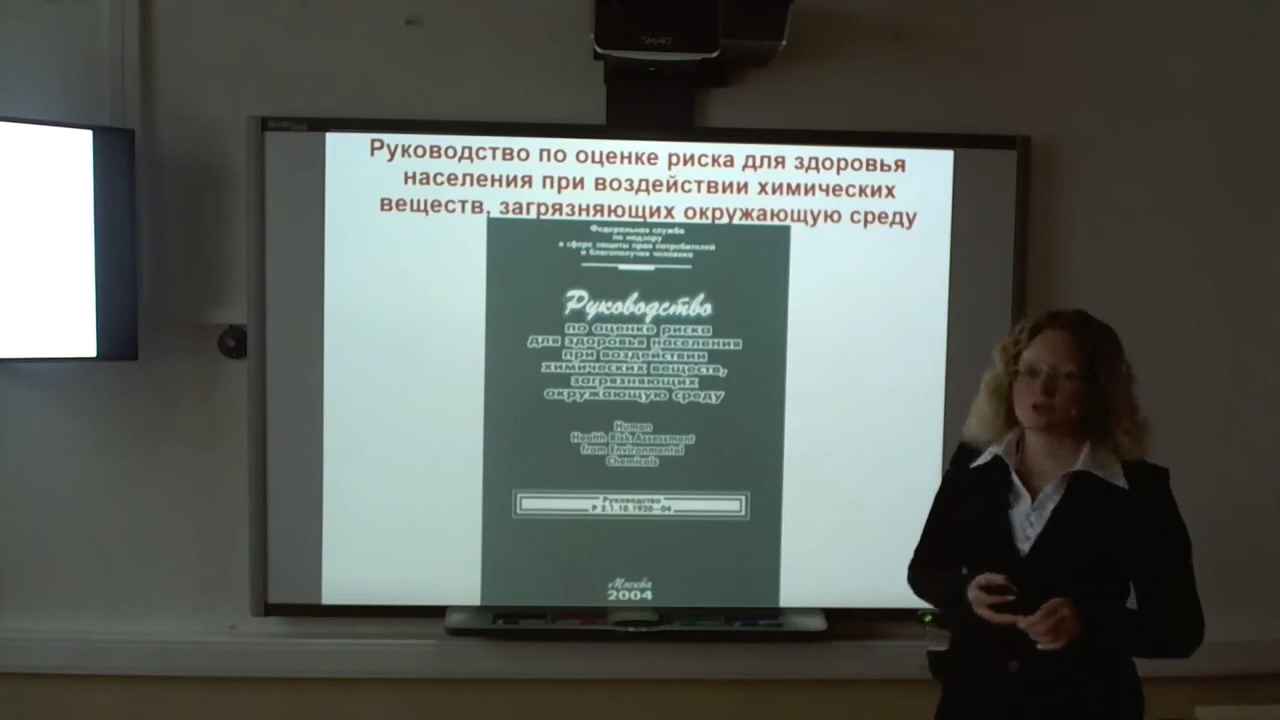 SMART
Руководство по оценке риска для здоровья
населения при воздействии химических
веществ, загрязняющих окружающую среду
Федеральная служба
по надзору
в сфере защиты прав потребителей
и благополучия человека
Руководство
по оценке риска
для здоровья населения
при воздействии
химических веществ,
загрязняющих
окружающую среду
Human
Health Risk Assessment
from Environmental
Chemicals
Руководство
Р 2.1.10.1920—04
Москва
2004